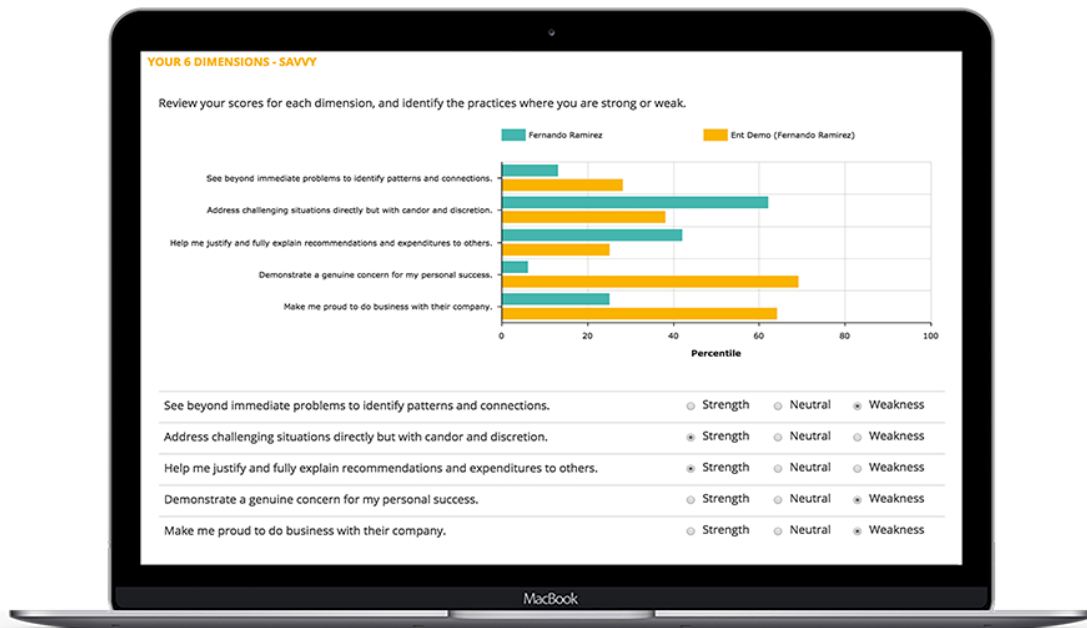 YOUR 6 DIMENSIONS - SAVVY
Review your scores for each dimension, and identify the practices where you are strong or weak.
Fernando Ramirez Ent Demo (Fernando Ramirez)
See beyond immediate problems to identify patterns and connections.
Address challenging situations directly but with candor and discretion.
Help me justify and fully explain recommendations and expenditures to others.
Demonstrate a genuine concern for my personal success.
Make me proud to do business with their company.
0 20 40 60 80 100
Percentile
See beyond immediate problems to identify patterns and connections. Strength Neutral Weakness
Address challenging situations directly but with candor and discretion. Strength Neutral Weakness
Help me justify and fully explain recommendations and expenditures to others. Strength Neutral Weakness
Demonstrate a genuine concern for my personal success. Strength Neutral Weakness
Make me proud to do business with their company. Strength Neutral Weakness
MacBook